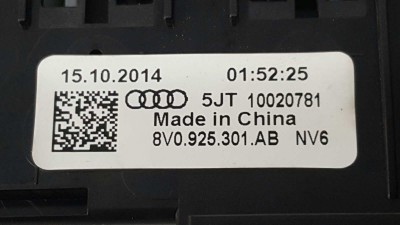 15.10.2014 01:52:25
5JT 10020781
Made in China
8V0.925.301.AB NV6